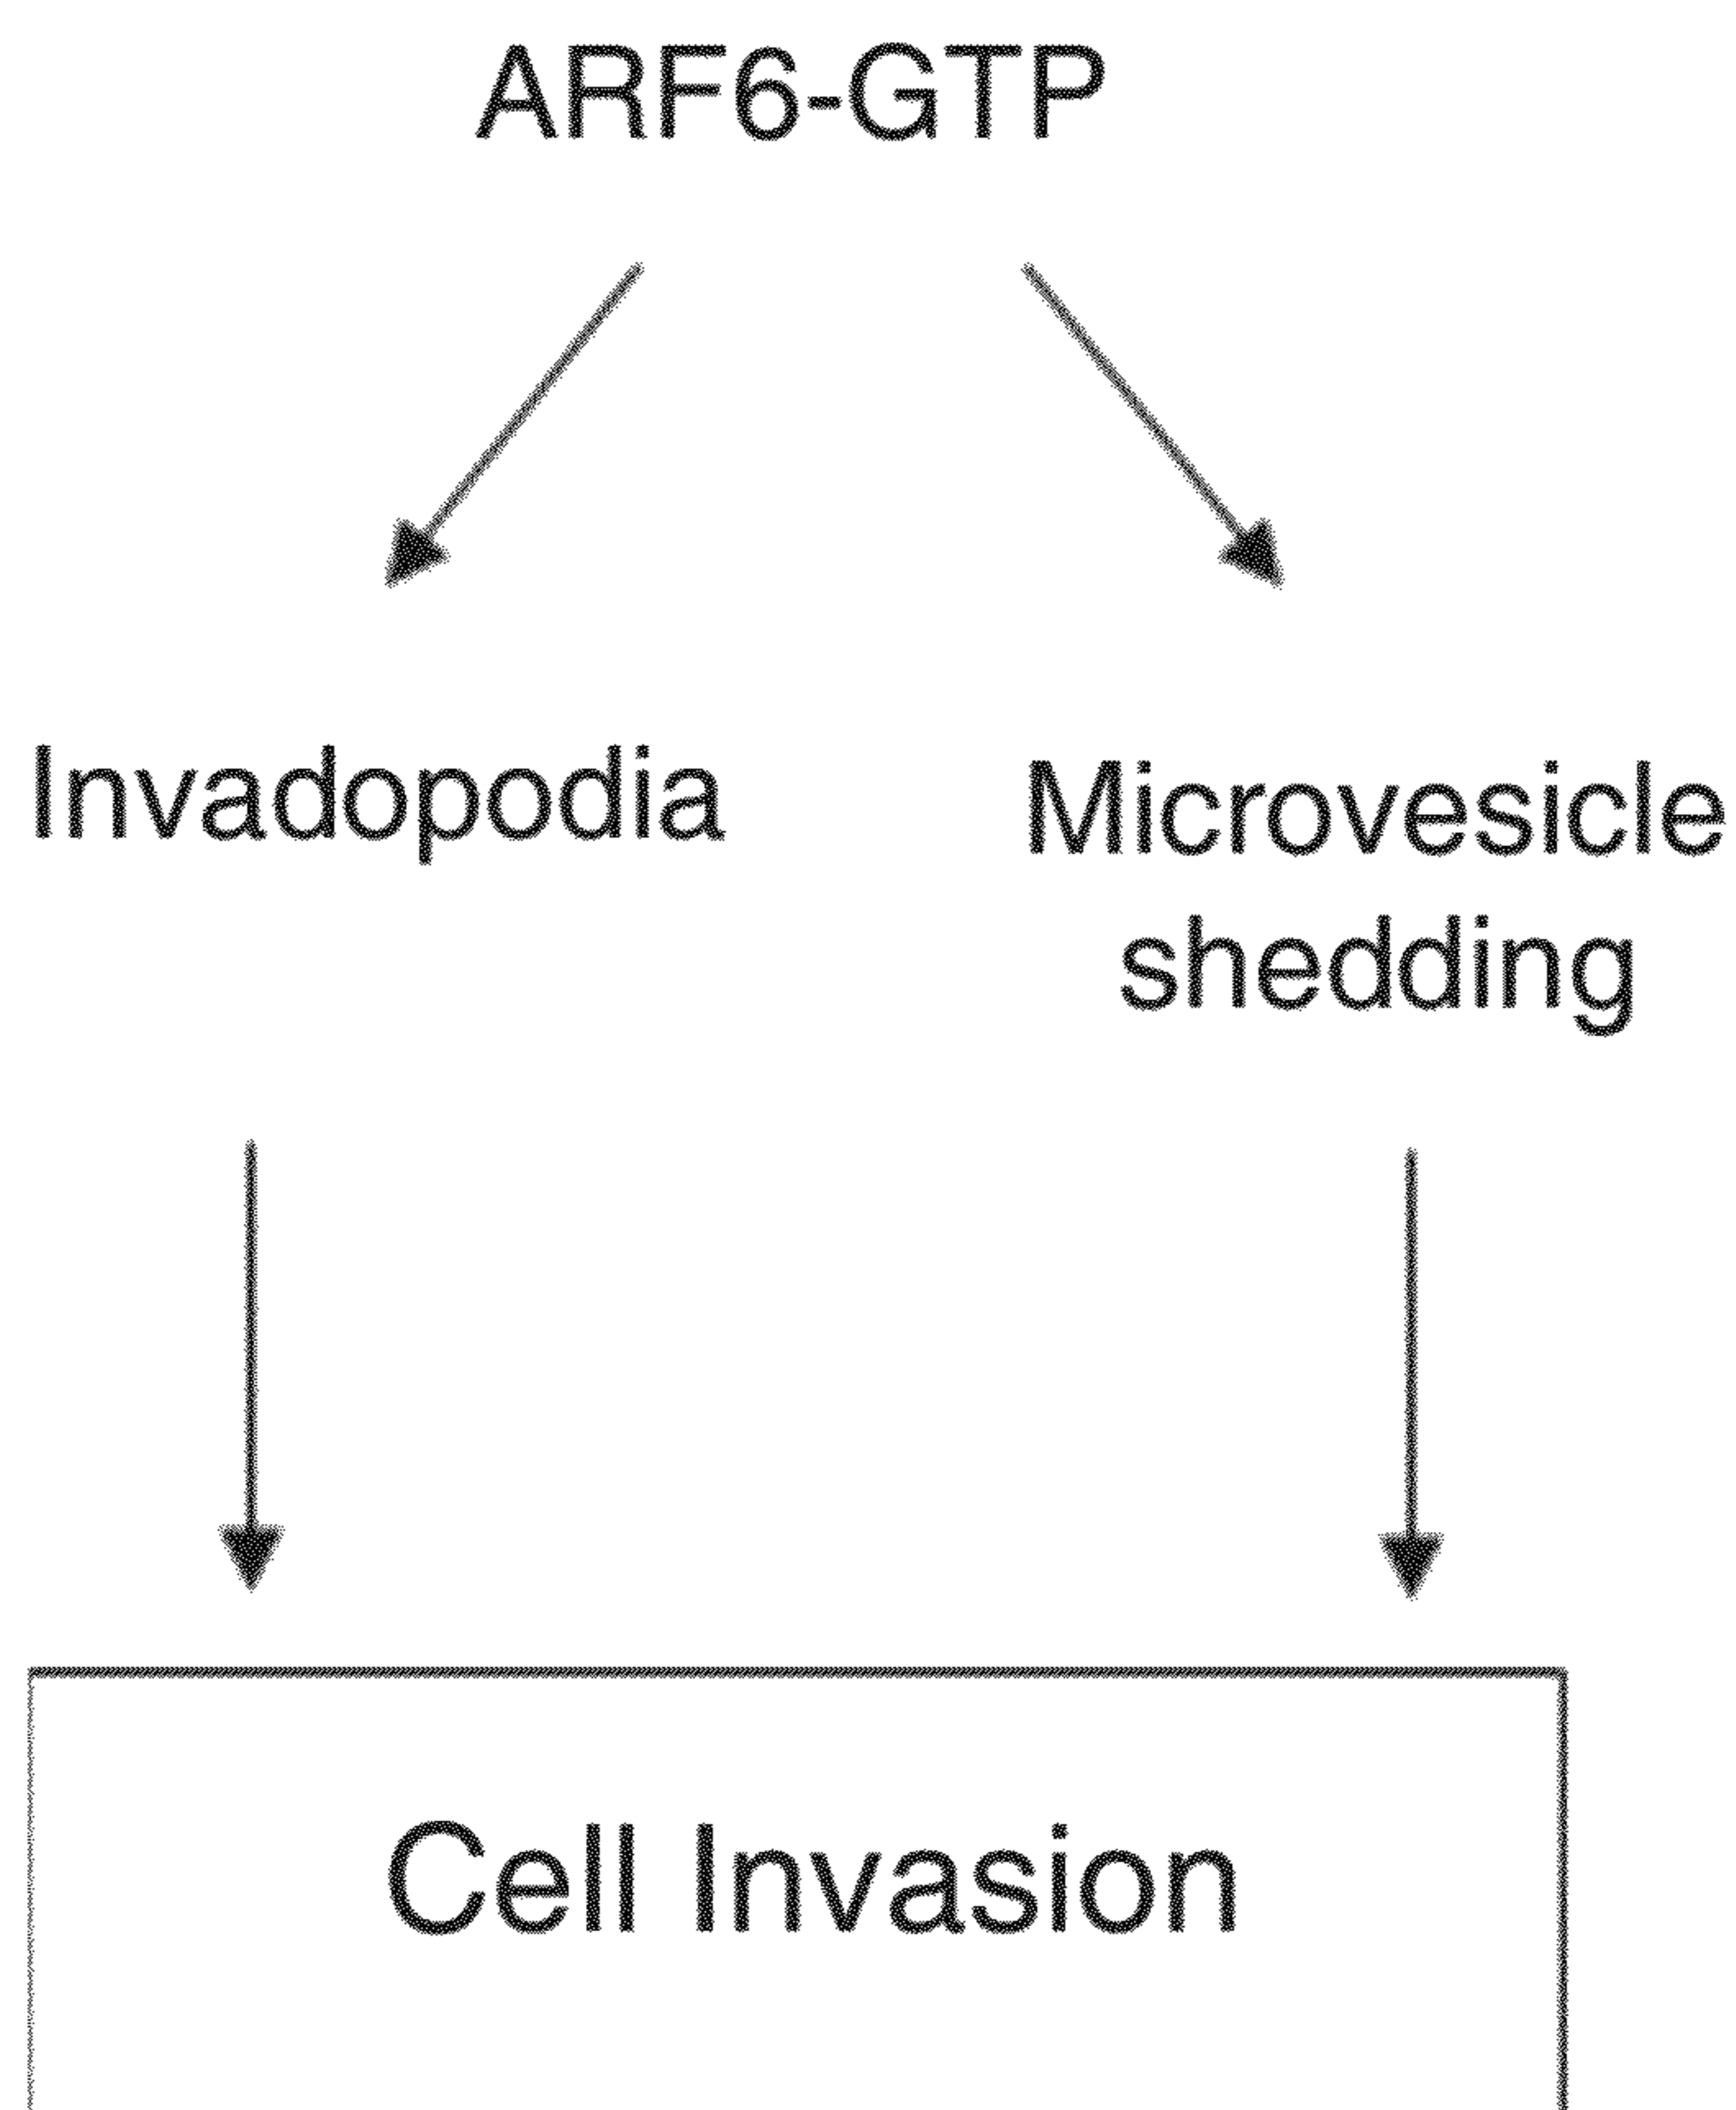 ARF6-GTP
Invadopodia
Microvesicle
shedding
Cell Invasion